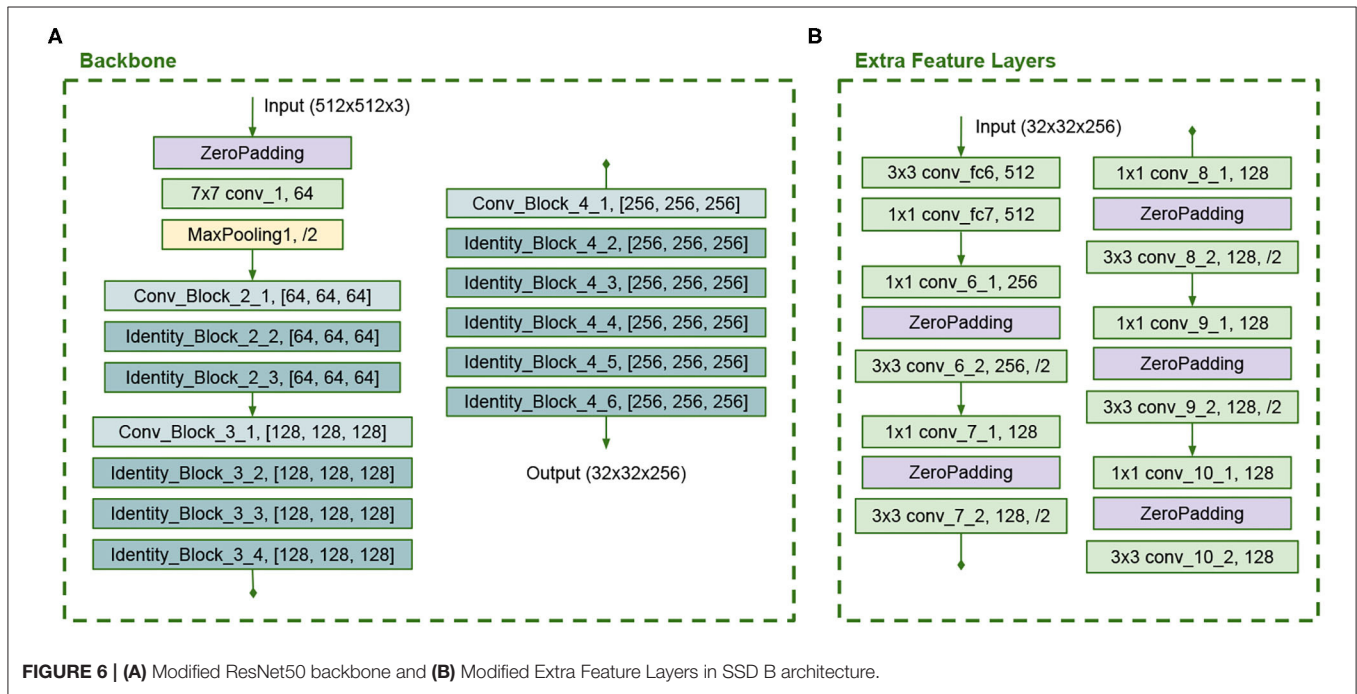 A
Backbone
Input (512x512x3)
ZeroPadding
7x7 conv_1, 64
MaxPooling1, /2
Conv_Block_2_1, [64, 64, 64]
Identity_Block_2_2, [64, 64, 64]
Identity_Block_2_3, [64, 64, 64]
Conv_Block_3_1, [128, 128, 128]
Identity_Block_3_2, [128, 128, 128]
Identity_Block_3_3, [128, 128, 128]
Identity_Block_3_4, [128, 128, 128]
Conv_Block_4_1, [256, 256, 256]
Identity_Block_4_2, [256, 256, 256]
Identity_Block_4_3, [256, 256, 256]
Identity_Block_4_4, [256, 256, 256]
Identity_Block_4_5, [256, 256, 256]
Identity_Block_4_6, [256, 256, 256]
Output (32x32x256)
B
Extra Feature Layers
Input (32x32x256)
3x3 conv_fc6, 512
1x1 conv_fc7, 512
1x1 conv_6_1, 256
ZeroPadding
3x3 conv_6_2, 256, /2
1x1 conv_7_1, 128
ZeroPadding
3x3 conv_7_2, 128, /2
1x1 conv_8_1, 128
ZeroPadding
3x3 conv_8_2, 128, /2
1x1 conv_9_1, 128
ZeroPadding
3x3 conv_9_2, 128, /2
1x1 conv_10_1, 128
ZeroPadding
3x3 conv_10_2, 128
FIGURE 6 | (A) Modified ResNet50 backbone and (B) Modified Extra Feature Layers in SSD B architecture.